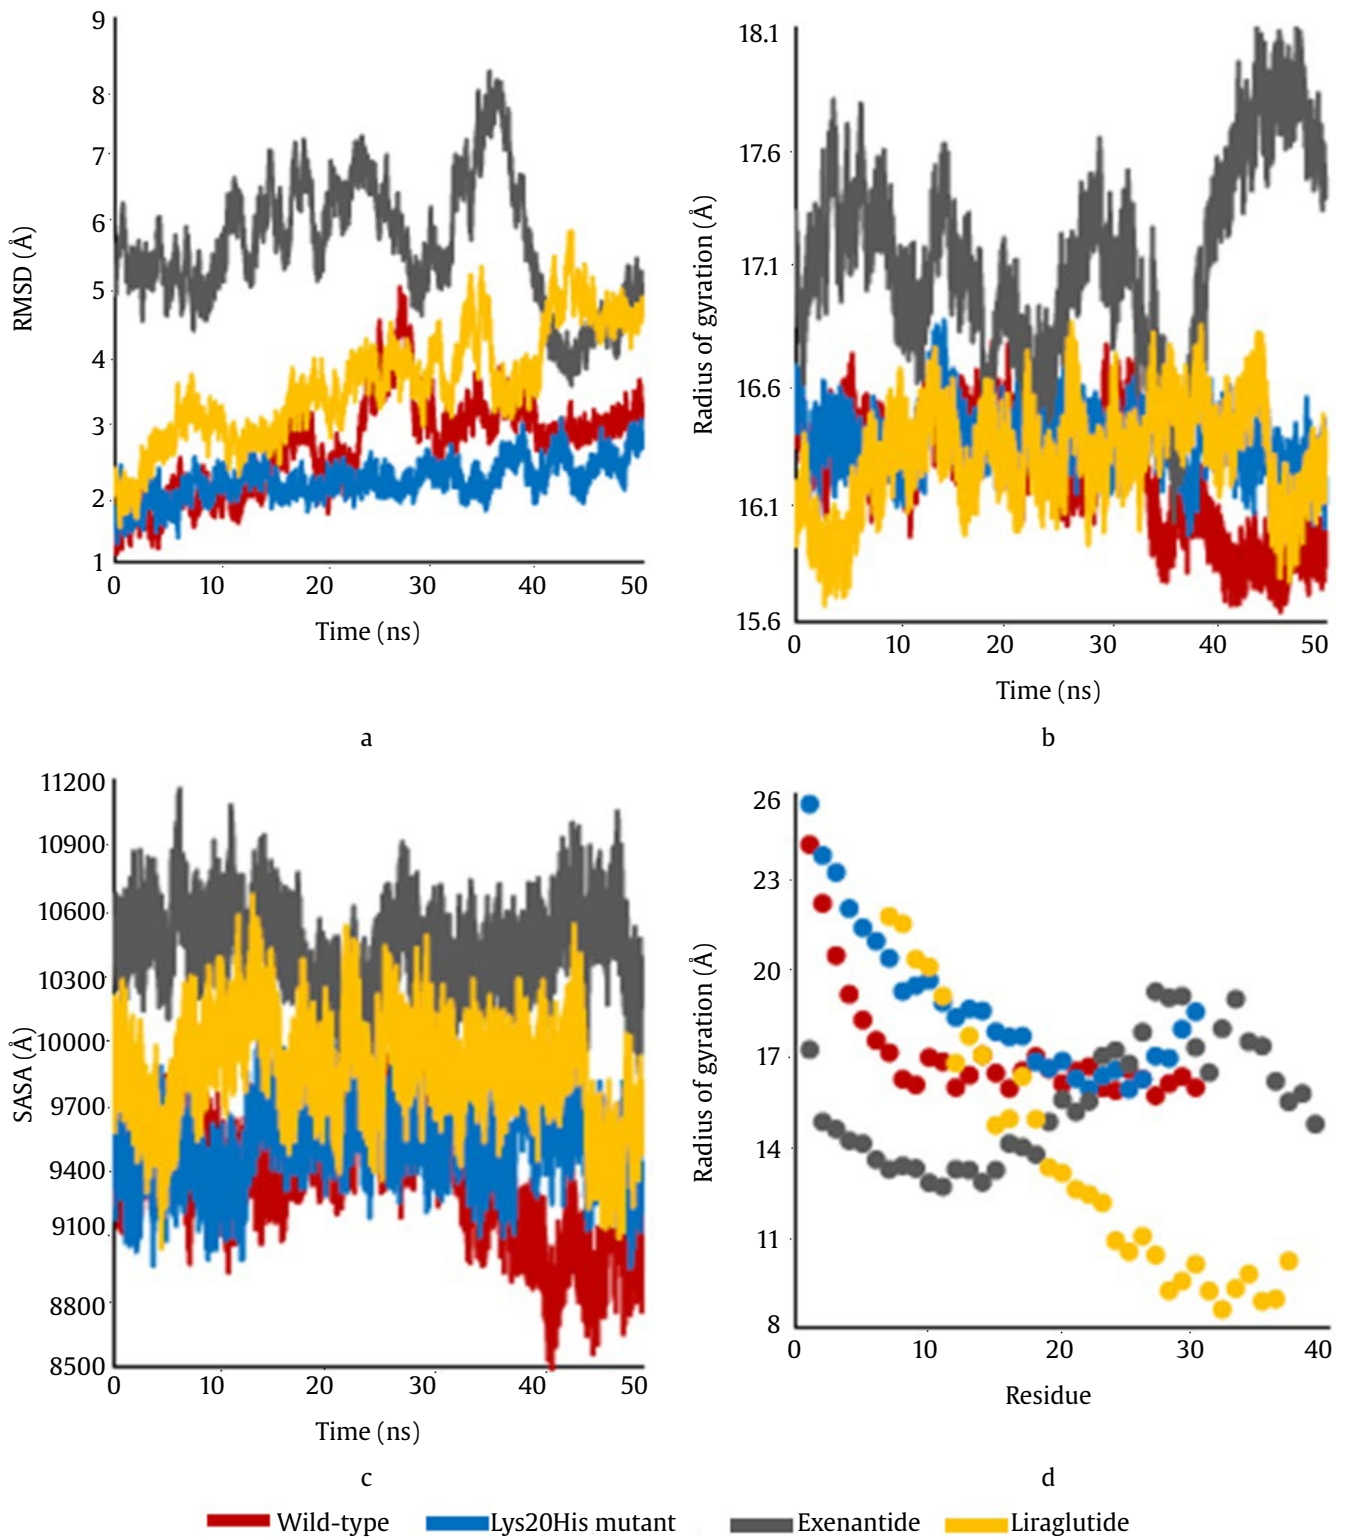 9
8
7
6
5
4
3
2
1
RMSD (Å)
0 10 20 30 40 50
Time (ns)
a
18.1
17.6
17.1
16.6
16.1
15.6
Radius of gyration (Å)
0 10 20 30 40 50
Time (ns)
b
11200
10900
10600
10300
10000
9700
9400
9100
8800
8500
SASA (Å)
0 10 20 30 40 50
Time (ns)
c
26
23
20
17
14
11
8
Radius of gyration (Å)
0 10 20 30 40
Residue
d
Wild-type Lys20His mutant Exenantide Liraglutide